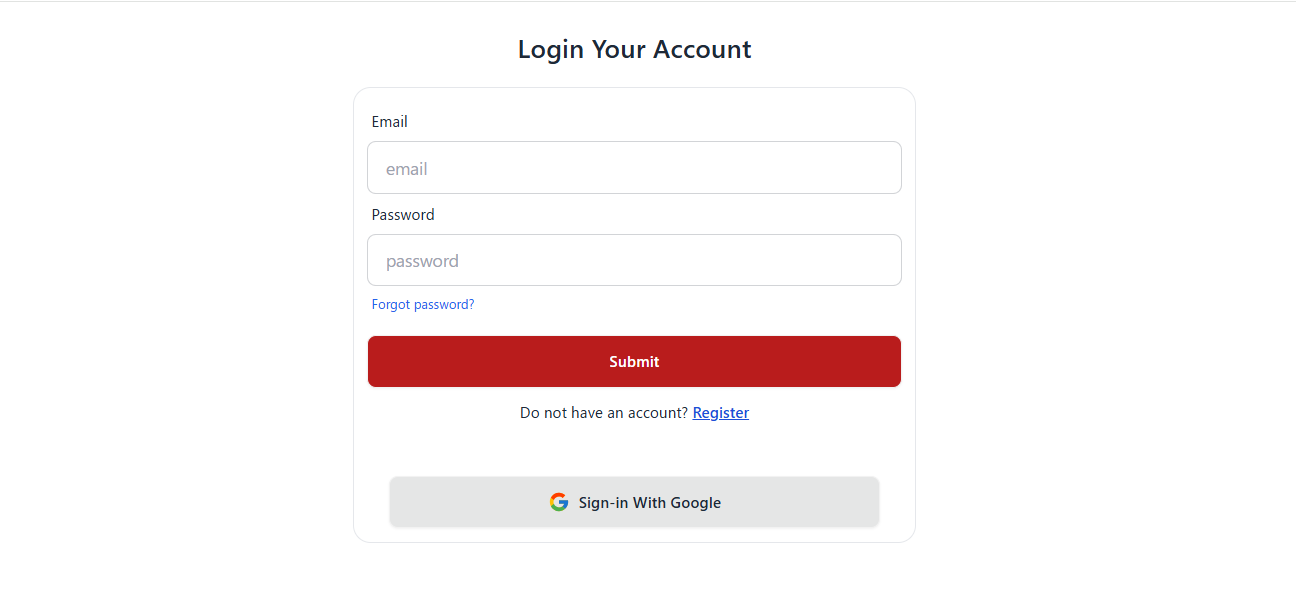 Login Your Account
Email
email
Password
password
Forgot password?
Submit
Do not have an account? Register
Sign-in With Google